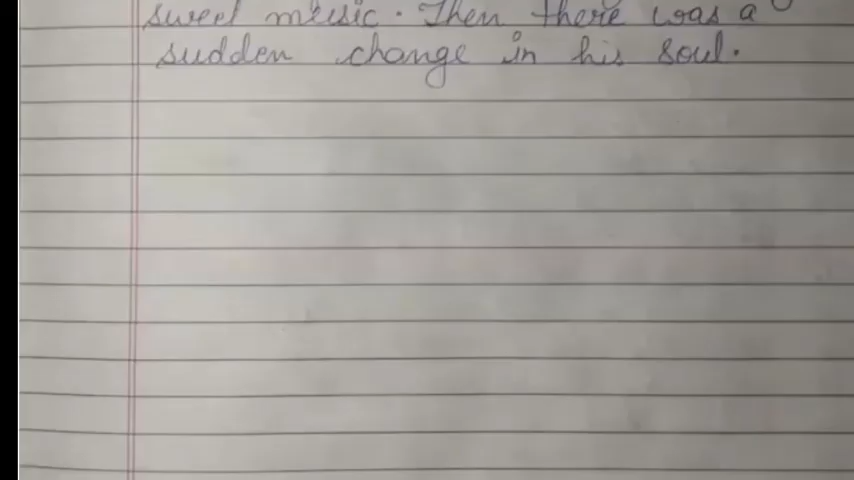 sweet music. Then there was a
sudden change in his soul.